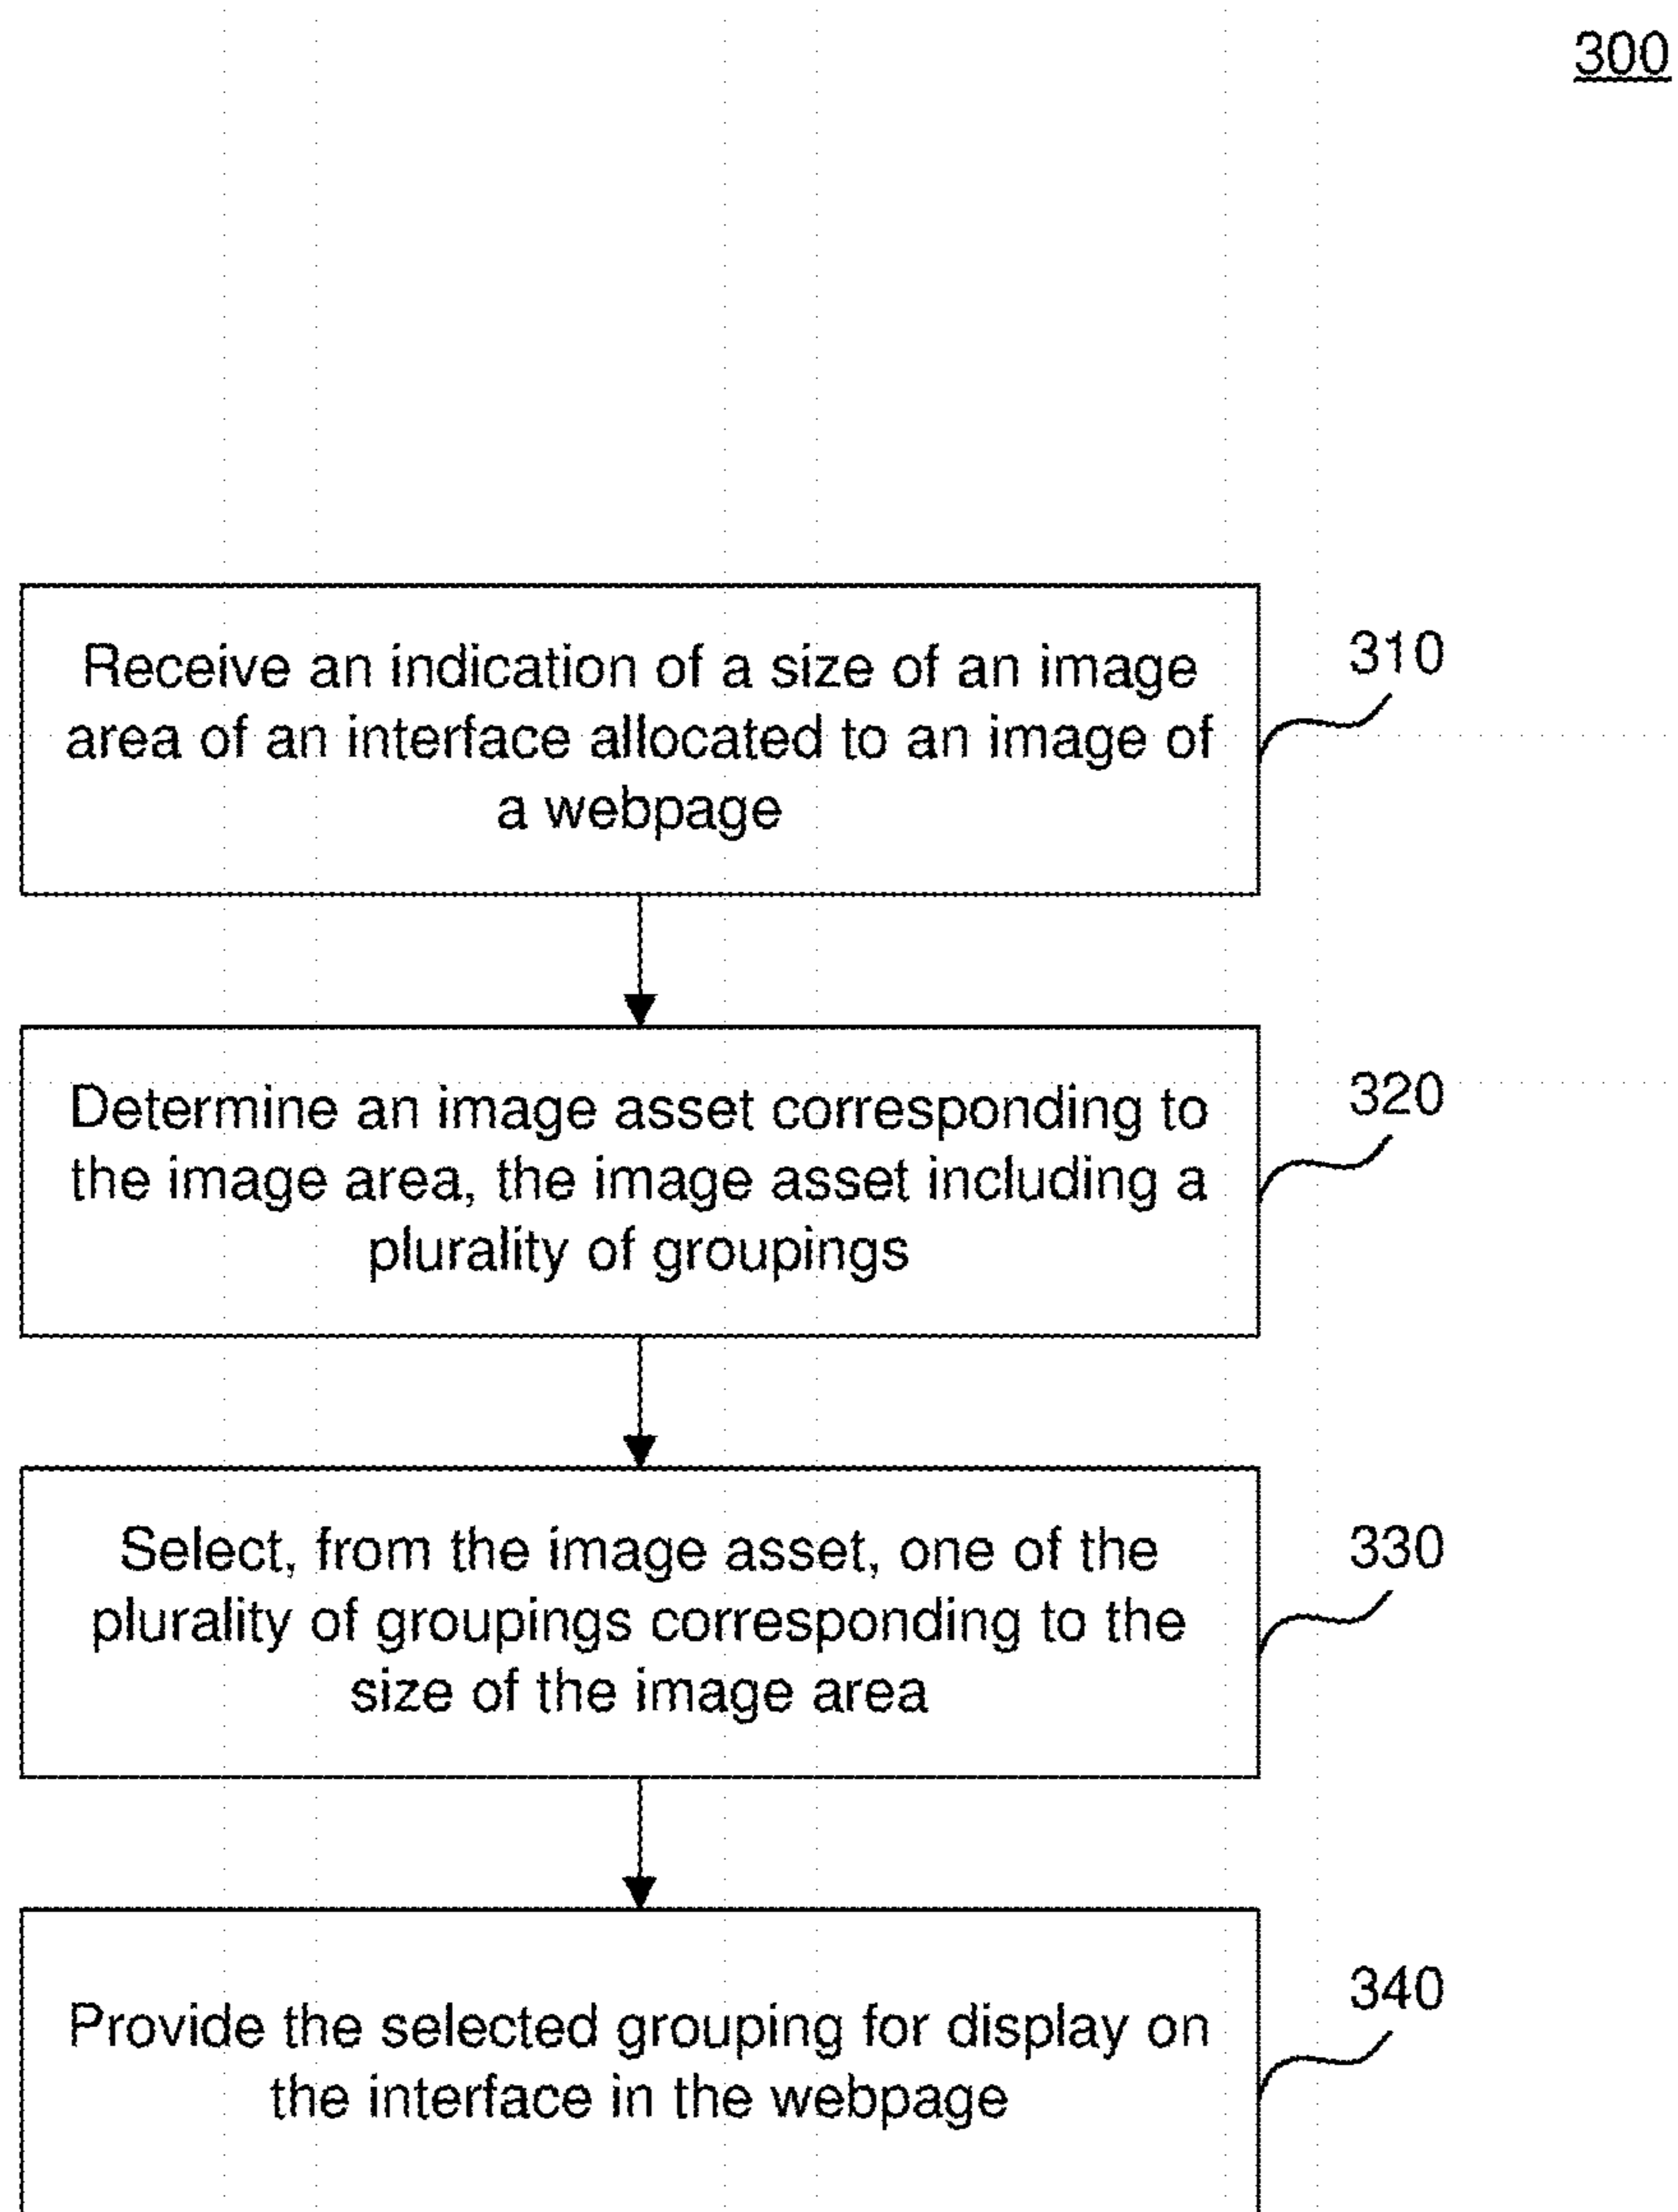 300
Receive an indication of a size of an image
area of an interface allocated to an image of
a webpage
310
Determine an image asset corresponding to
the image area, the image asset including a
plurality of groupings
320
Select, from the image asset, one of the
plurality of groupings corresponding to the
size of the image area
330
Provide the selected grouping for display on
the interface in the webpage
340